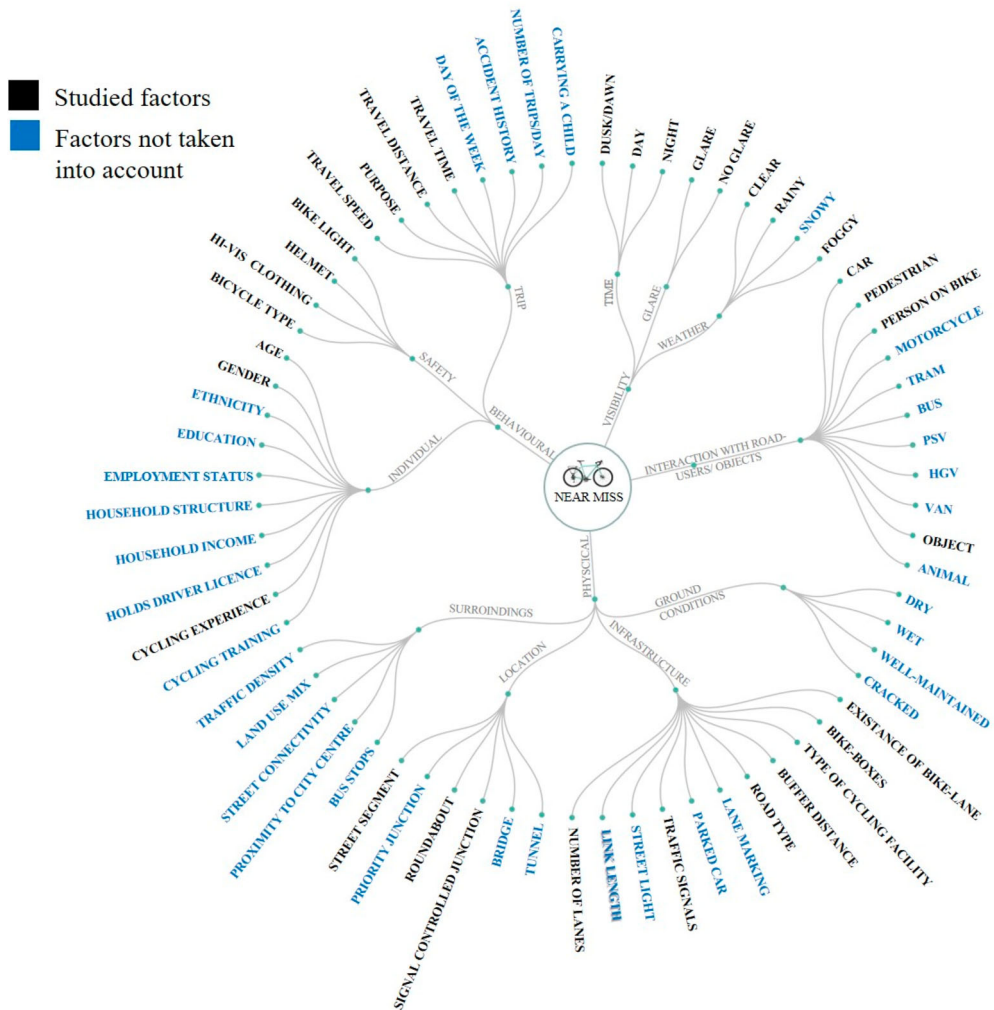 Studied factors
Factors not taken
into account
NEAR MISS
BEHAVIOURAL
TRIP
TRAVEL SPEED
PURPOSE
TRAVEL DISTANCE
TRAVEL TIME
DAY OF THE WEEK
ACCIDENT HISTORY
NUMBER OF TRIPS/DAY
CARRYING A CHILD
SAFETY
BIKE LIGHT
HELMET
HI-VIS CLOTHING
BICYCLE TYPE
INDIVIDUAL
AGE
GENDER
ETHNICITY
EDUCATION
EMPLOYMENT STATUS
HOUSEHOLD STRUCTURE
HOUSEHOLD INCOME
HOLDS DRIVER LICENCE
CYCLING EXPERIENCE
CYCLING TRAINING
VISIBILITY
TIME
DUSK/DAWN
DAY
NIGHT
GLARE
GLARE
NO GLARE
WEATHER
CLEAR
RAINY
SNOWY
FOGGY
INTERACTION WITH ROAD-
USERS/ OBJECTS
CAR
PEDESTRIAN
PERSON ON BIKE
MOTORCYCLE
TRAM
BUS
PSV
HGV
VAN
OBJECT
ANIMAL
PHYSCICAL
GROUND
CONDITIONS
DRY
WET
WELL-MAINTAINED
CRACKED
INFRASTRUCTURE
EXISTANCE OF BIKE-LANE
BIKE-BOXES
TYPE OF CYCLING FACILITY
BUFFER DISTANCE
ROAD TYPE
LANE MARKING
PARKED CAR
TRAFFIC SIGNALS
STREET LIGHT
LINK LENGTH
NUMBER OF LANES
LOCATION
TUNNEL
BRIDGE
SIGNAL CONTROLLED JUNCTION
ROUNDABOUT
PRIORITY JUNCTION
STREET SEGMENT
SURROINDINGS
BUS STOPS
PROXIMITY TO CITY CENTRE
STREET CONNECTIVITY
LAND USE MIX
TRAFFIC DENSITY